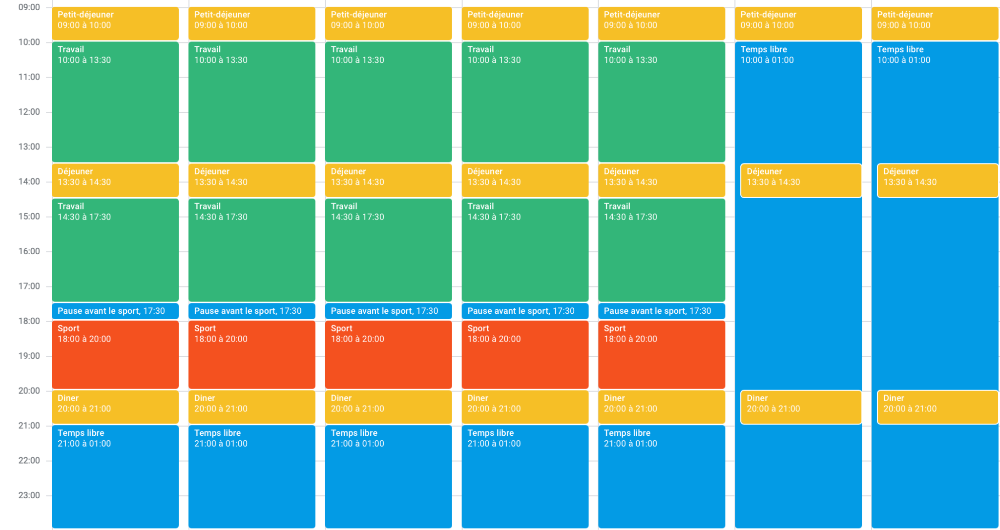 09:00
Petit-déjeuner
09:00 à 10:00
Petit-déjeuner
09:00 à 10:00
Petit-déjeuner
09:00 à 10:00
Petit-déjeuner
09:00 à 10:00
Petit-déjeuner
09:00 à 10:00
Petit-déjeuner
09:00 à 10:00
Petit-déjeuner
09:00 à 10:00
10:00
Travail
10:00 à 13:30
Travail
10:00 à 13:30
Travail
10:00 à 13:30
Travail
10:00 à 13:30
Travail
10:00 à 13:30
Temps libre
10:00 à 01:00
Temps libre
10:00 à 01:00
11:00
12:00
13:00
Déjeuner
13:30 à 14:30
Déjeuner
13:30 à 14:30
Déjeuner
13:30 à 14:30
Déjeuner
13:30 à 14:30
Déjeuner
13:30 à 14:30
Déjeuner
13:30 à 14:30
Déjeuner
13:30 à 14:30
14:00
Travail
14:30 à 17:30
Travail
14:30 à 17:30
Travail
14:30 à 17:30
Travail
14:30 à 17:30
Travail
14:30 à 17:30
15:00
16:00
17:00
Pause avant le sport, 17:30
Pause avant le sport, 17:30
Pause avant le sport, 17:30
Pause avant le sport, 17:30
Pause avant le sport, 17:30
18:00
Sport
18:00 à 20:00
Sport
18:00 à 20:00
Sport
18:00 à 20:00
Sport
18:00 à 20:00
Sport
18:00 à 20:00
19:00
20:00
Diner
20:00 à 21:00
Diner
20:00 à 21:00
Diner
20:00 à 21:00
Diner
20:00 à 21:00
Diner
20:00 à 21:00
Diner
20:00 à 21:00
Diner
20:00 à 21:00
21:00
Temps libre
21:00 à 01:00
Temps libre
21:00 à 01:00
Temps libre
21:00 à 01:00
Temps libre
21:00 à 01:00
Temps libre
21:00 à 01:00
22:00
23:00